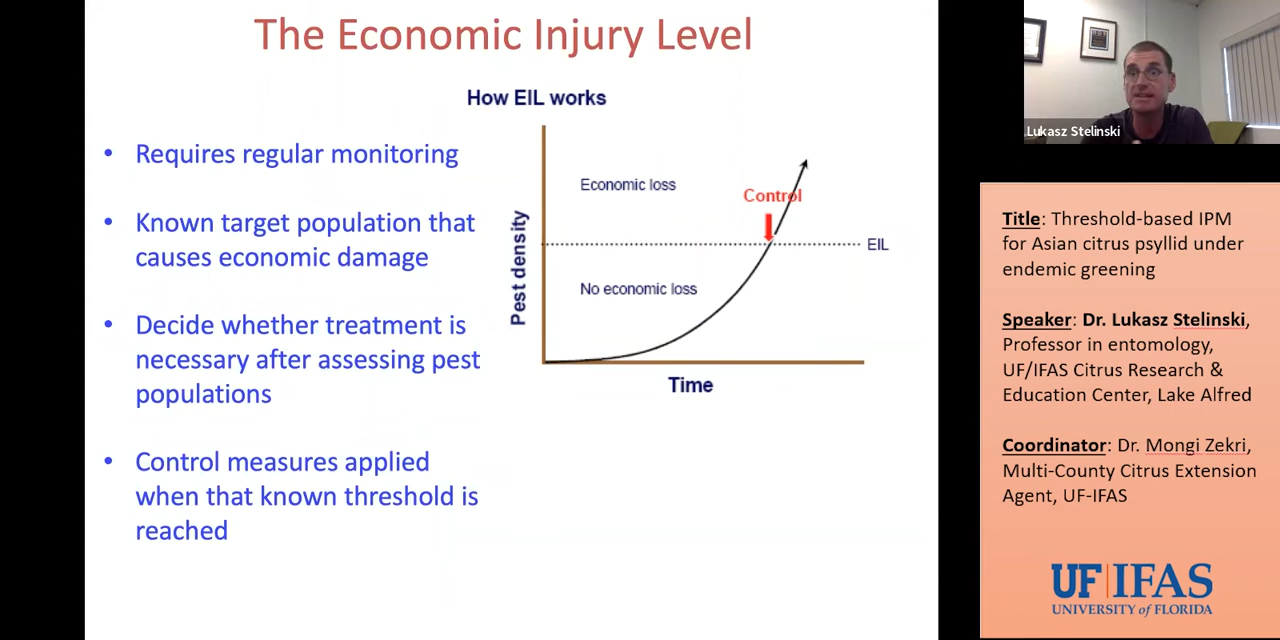 The Economic Injury Level
How EIL works
• Requires regular monitoring
• Known target population that
causes economic damage
• Decide whether treatment is
necessary after assessing pest
populations
• Control measures applied
when that known threshold is
reached
Pest density
Economic loss
Control
EIL
No economic loss
Time
Lukasz Stelinski
Title: Threshold-based IPM
for Asian citrus psyllid under
endemic greening
Speaker: Dr. Lukasz Stelinski,
Professor in entomology,
UF/IFAS Citrus Research &
Education Center, Lake Alfred
Coordinator: Dr. Mongi Zekri,
Multi-County Citrus Extension
Agent, UF-IFAS
UF|IFAS
UNIVERSITY of FLORIDA